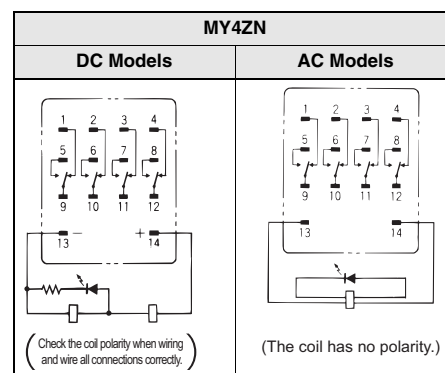 MY4ZN
DC Models
AC Models
1 2 3 4
5 6 7 8
9 10 11 12
13 − + 14
(Check the coil polarity when wiring
and wire all connections correctly.)
1 2 3 4
5 6 7 8
9 10 11 12
13 14
(The coil has no polarity.)